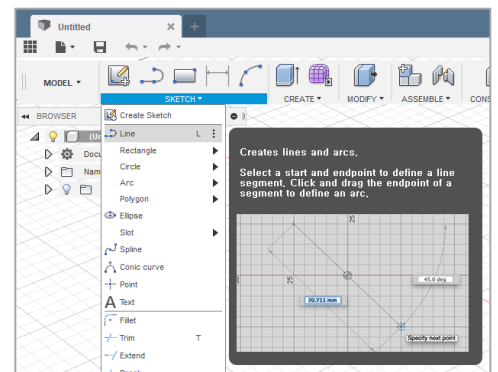 Untitled
MODEL
SKETCH
CREATE
MODIFY
ASSEMBLE
BROWSER
Create Sketch
Line L
Rectangle
Circle
Arc
Polygon
Ellipse
Slot
Spline
Conic curve
Point
Text
Fillet
Trim T
Extend
Creates lines and arcs.
Select a start and endpoint to define a line
segment. Click and drag the endpoint of a
segment to define an arc.
25
25
45.0 deg
70.711 mm
Specify next point